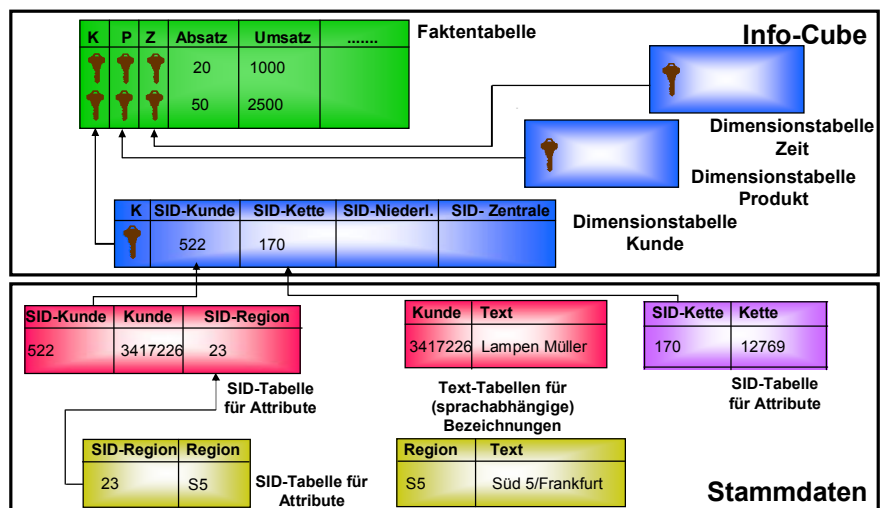 Info-Cube
Faktentabelle
K P Z Absatz Umsatz .......
20 1000
50 2500
Dimensionstabelle
Zeit
Dimensionstabelle
Produkt
K SID-Kunde SID-Kette SID-Niederl. SID- Zentrale
522 170
Dimensionstabelle
Kunde
SID-Kunde Kunde SID-Region
522 3417226 23
SID-Tabelle
für Attribute
Kunde Text
3417226 Lampen Müller
Text-Tabellen für
(sprachabhängige)
Bezeichnungen
SID-Kette Kette
170 12769
SID-Tabelle
für Attribute
SID-Region Region
23 S5
SID-Tabelle für
Attribute
Region Text
S5 Süd 5/Frankfurt
Stammdaten